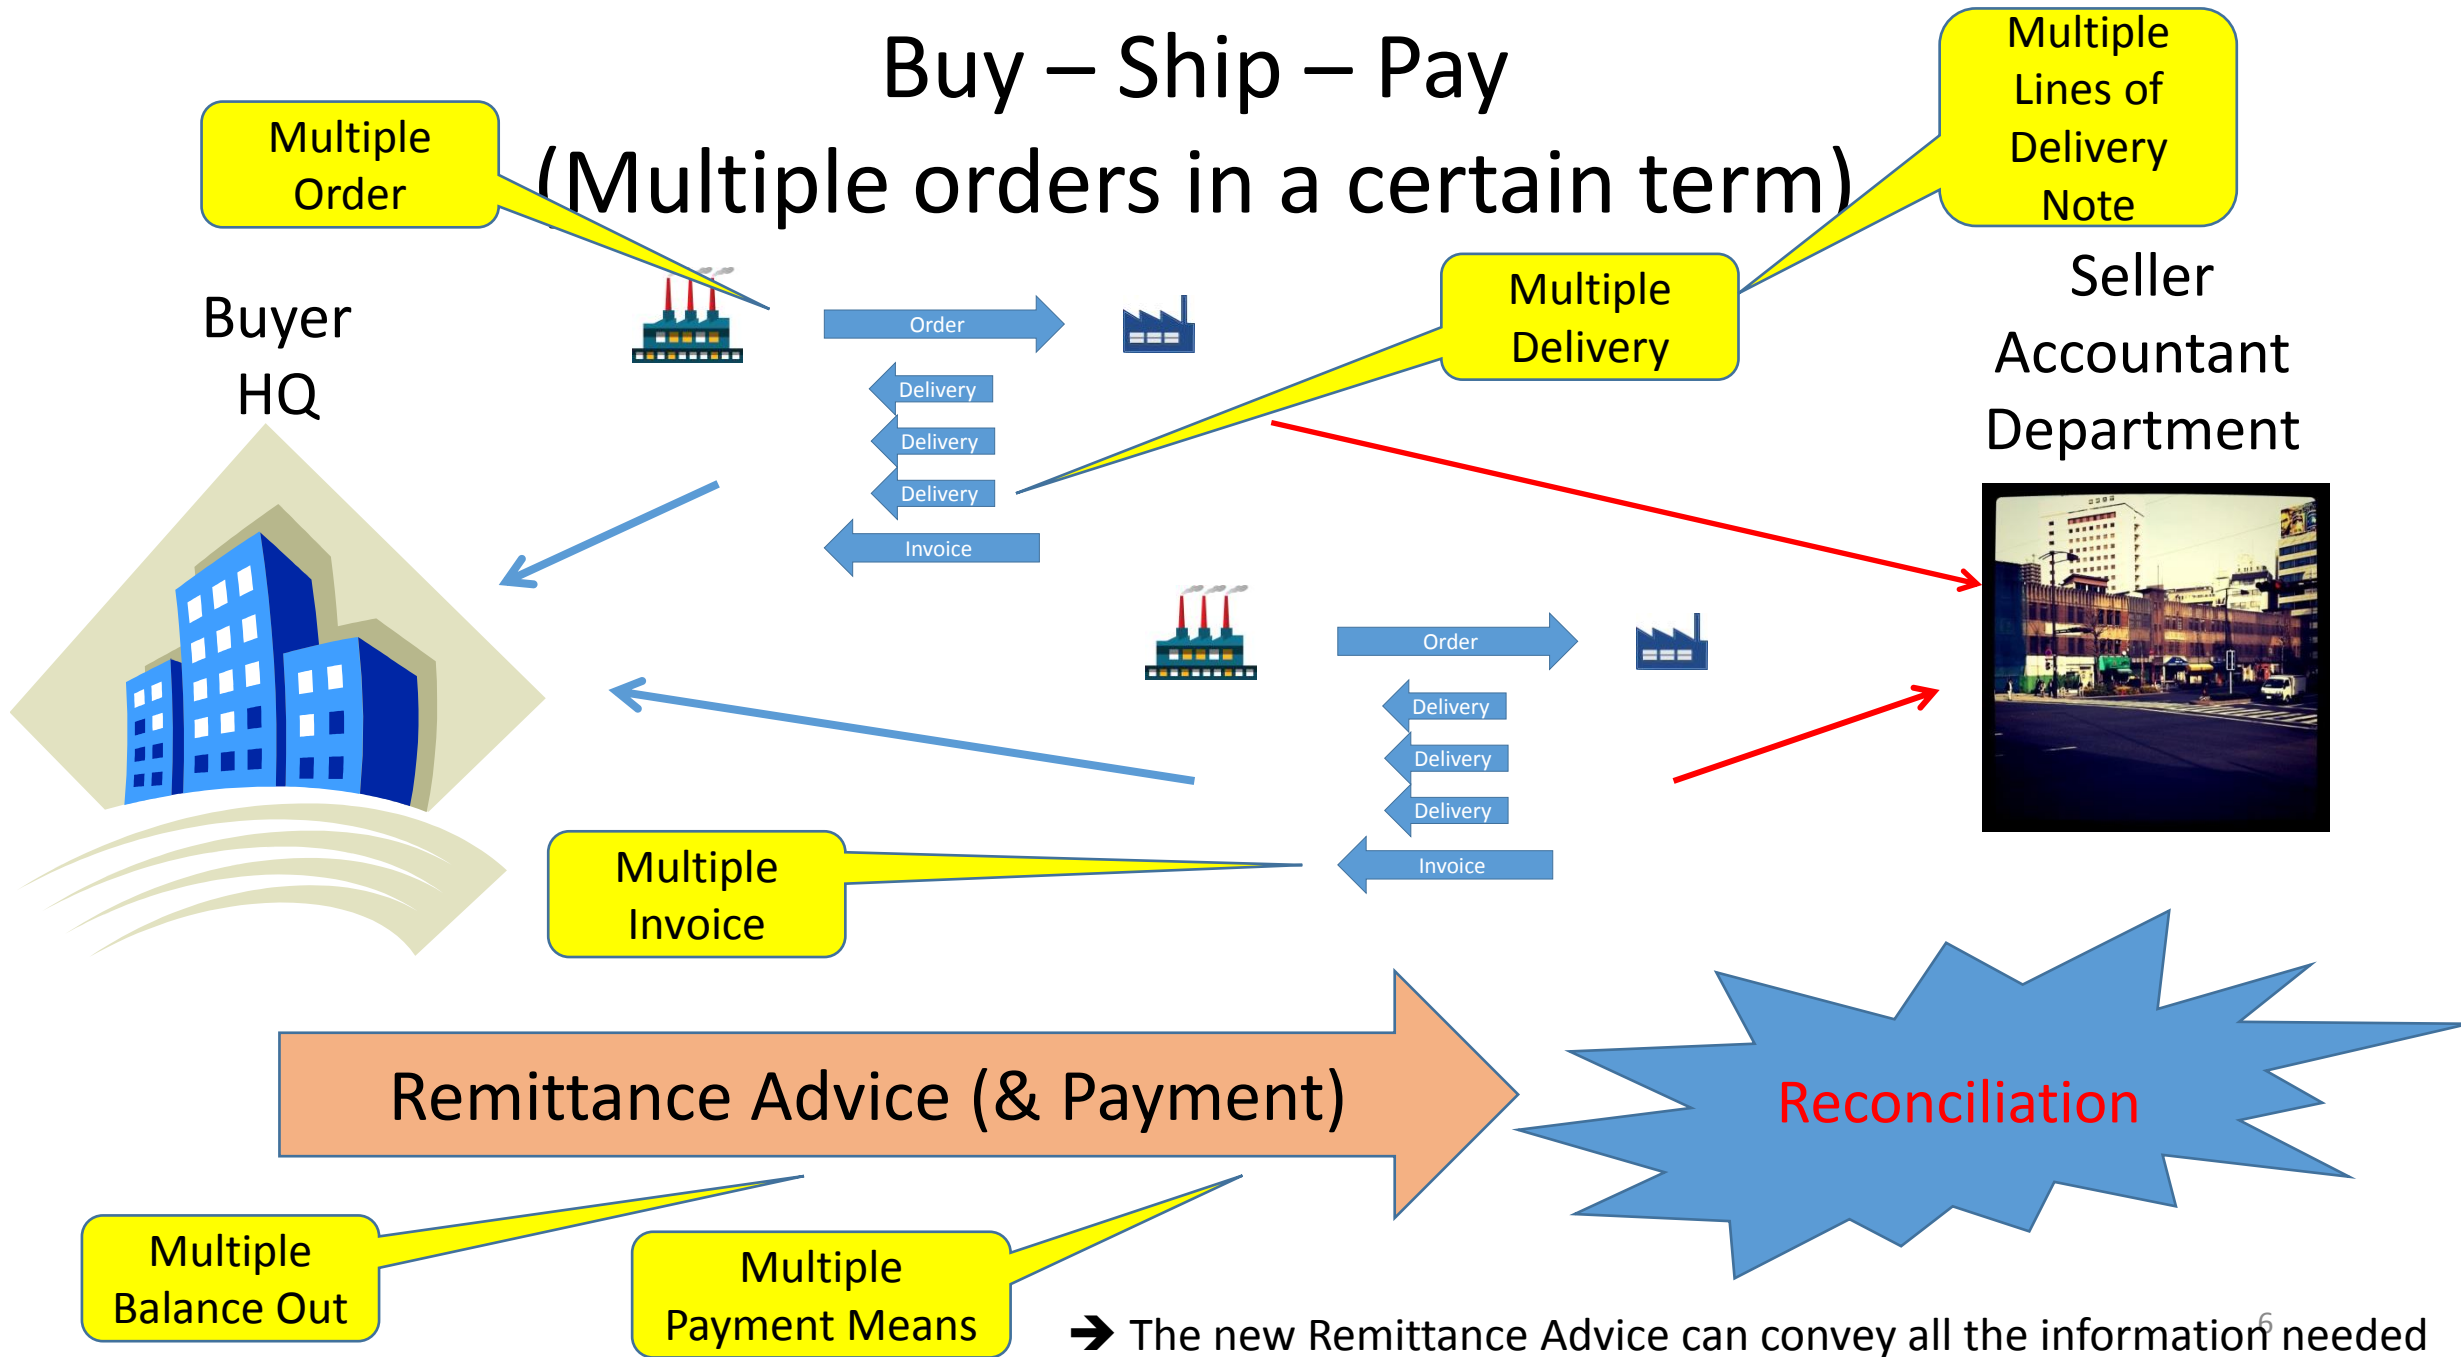 Buy – Ship – Pay
(Multiple orders in a certain term)
Multiple
Order
Multiple
Lines of
Delivery
Note
Multiple
Delivery
Buyer
HQ
Seller
Accountant
Department
Order
Delivery
Delivery
Delivery
Invoice
Order
Delivery
Delivery
Delivery
Invoice
Multiple
Invoice
Remittance Advice (& Payment)
Reconciliation
Multiple
Balance Out
Multiple
Payment Means
➔ The new Remittance Advice can convey all the information needed
6